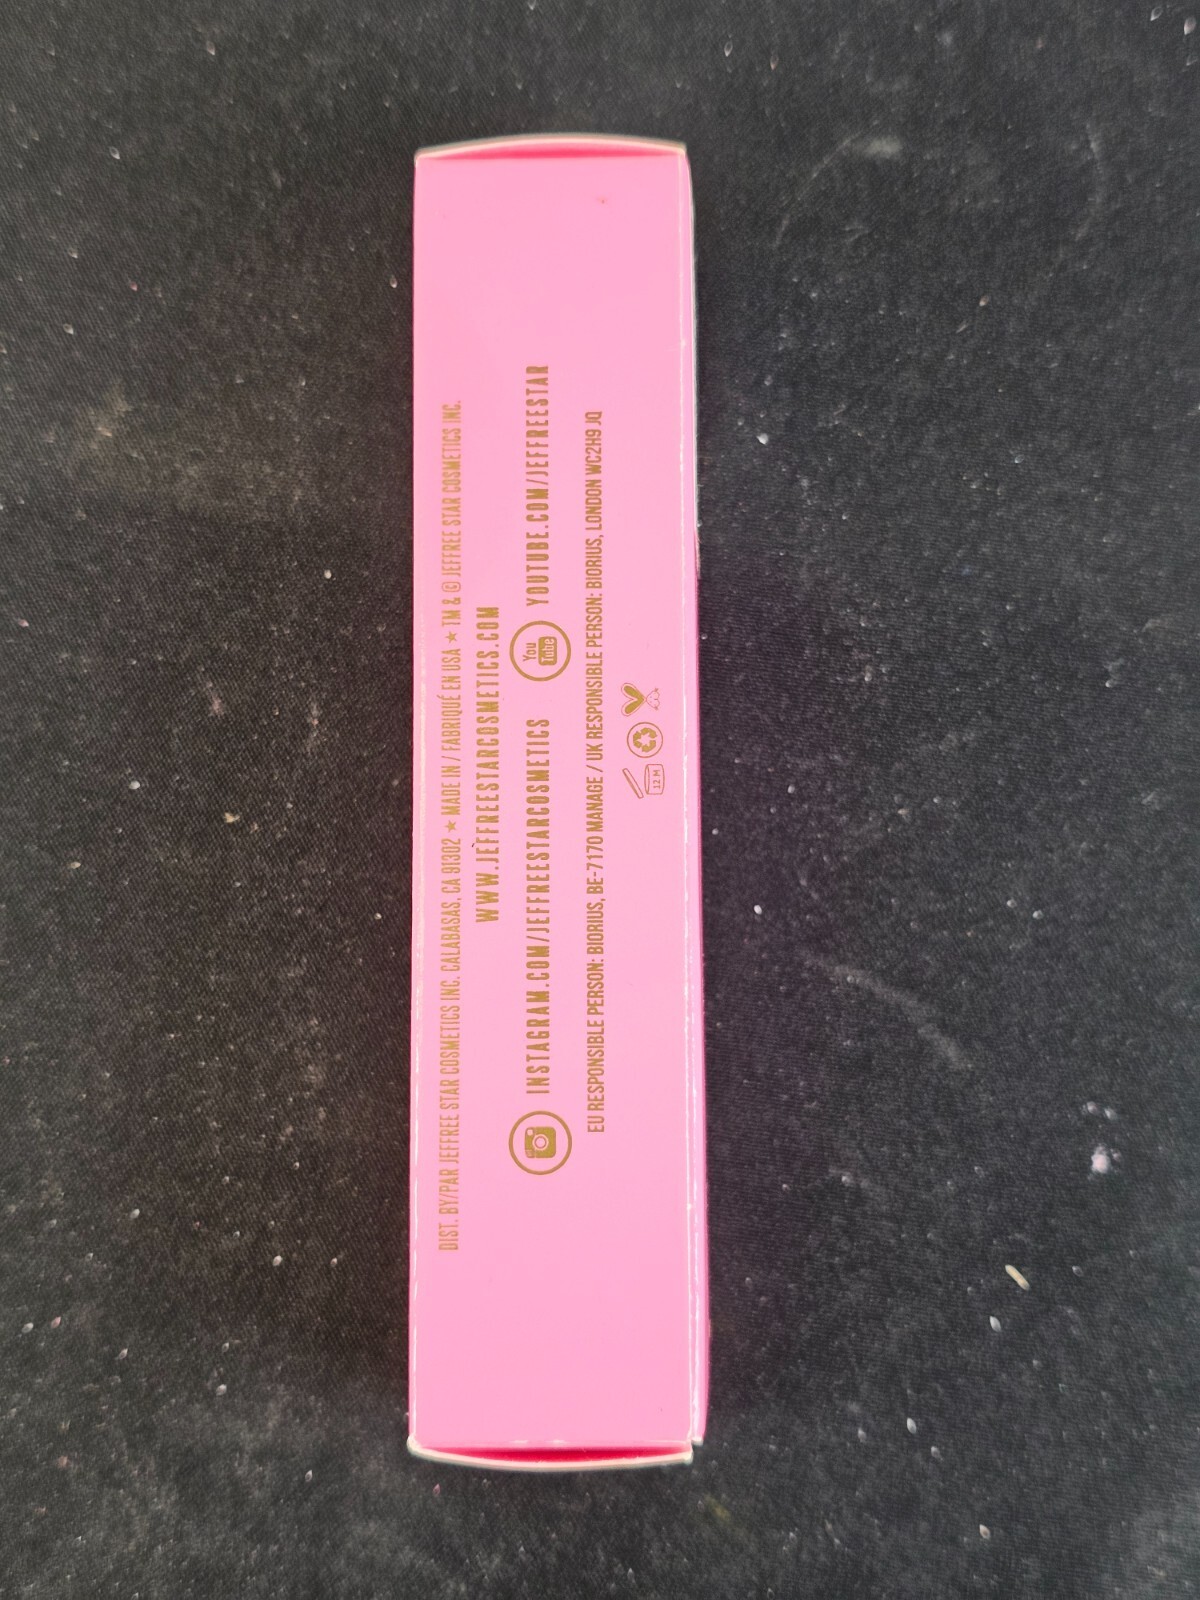 DIST. BY/PAR JEFFREE STAR COSMETICS INC. CALABASAS, CA 91302 ★ MADE IN / FABRIQUÉ EN USA ★ TM & © JEFFREE STAR COSMETICS INC.
WWW.JEFFREESTARCOSMETICS.COM
INSTAGRAM.COM/JEFFREESTARCOSMETICS You Tube YOUTUBE.COM/JEFFREESTAR
EU RESPONSIBLE PERSON: BIORIUS, BE-7170 MANAGE / UK RESPONSIBLE PERSON: BIORIUS, LONDON WC2H9 JQ
12 M